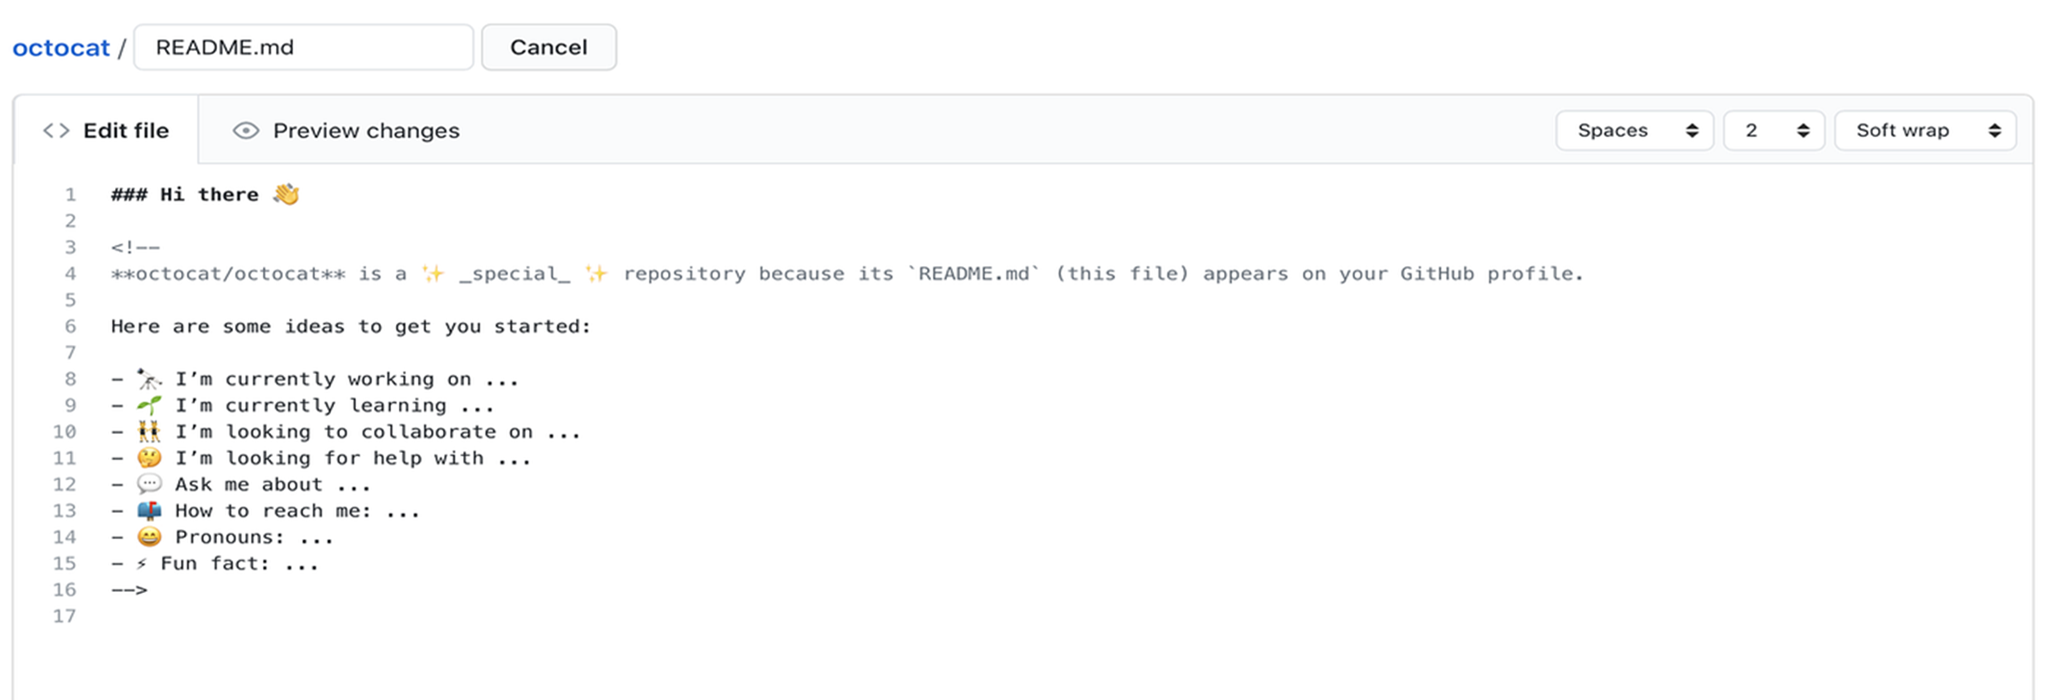 octocat / README.md Cancel
<> Edit file Preview changes Spaces 2 Soft wrap
1 ### Hi there 👋
2
3 <!--
4 **octocat/octocat** is a ✨ _special_ ✨ repository because its `README.md` (this file) appears on your GitHub profile.
5
6 Here are some ideas to get you started:
7
8 - 🔭 I’m currently working on ...
9 - 🌱 I’m currently learning ...
10 - 👯 I’m looking to collaborate on ...
11 - 🤔 I’m looking for help with ...
12 - 💬 Ask me about ...
13 - 📫 How to reach me: ...
14 - 😄 Pronouns: ...
15 - ⚡ Fun fact: ...
16 -->
17